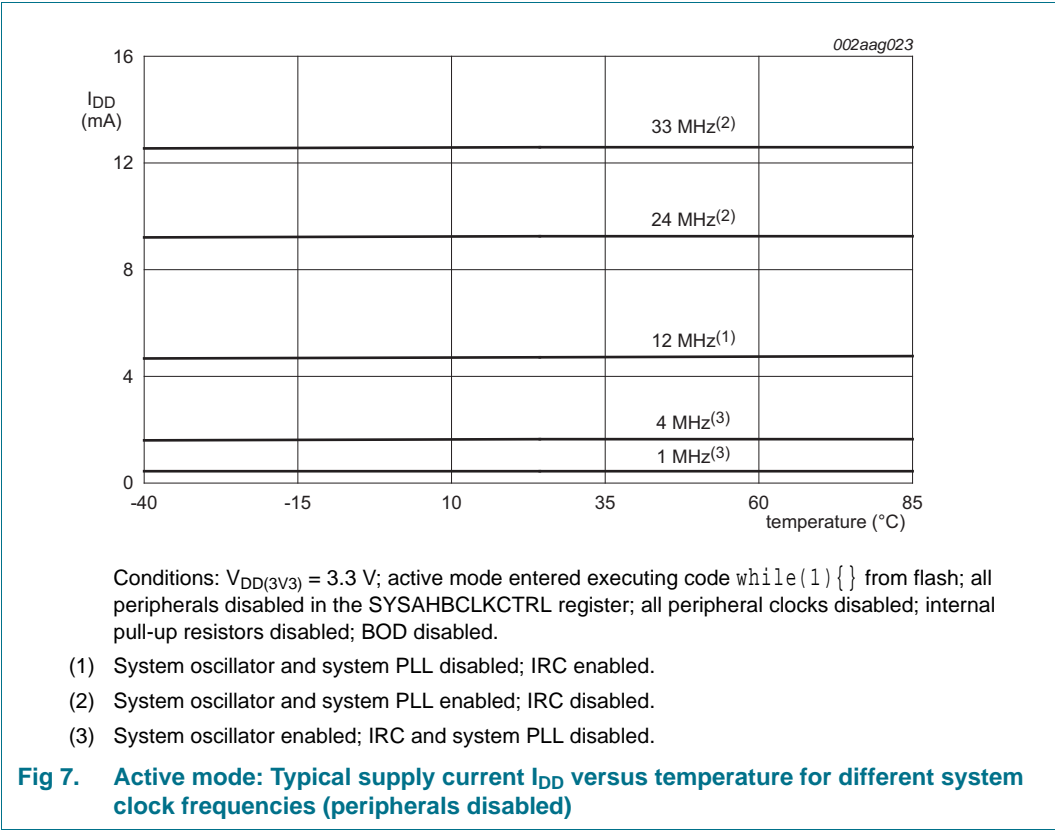 002aag023
16
IDD
(mA)
33 MHz(2)
12
24 MHz(2)
8
12 MHz(1)
4
4 MHz(3)
1 MHz(3)
0
-40 -15 10 35 60 85
temperature (°C)
Conditions: VDD(3V3) = 3.3 V; active mode entered executing code while(1){} from flash; all
peripherals disabled in the SYSAHBCLKCTRL register; all peripheral clocks disabled; internal
pull-up resistors disabled; BOD disabled.
(1) System oscillator and system PLL disabled; IRC enabled.
(2) System oscillator and system PLL enabled; IRC disabled.
(3) System oscillator enabled; IRC and system PLL disabled.
Fig 7. Active mode: Typical supply current IDD versus temperature for different system
clock frequencies (peripherals disabled)